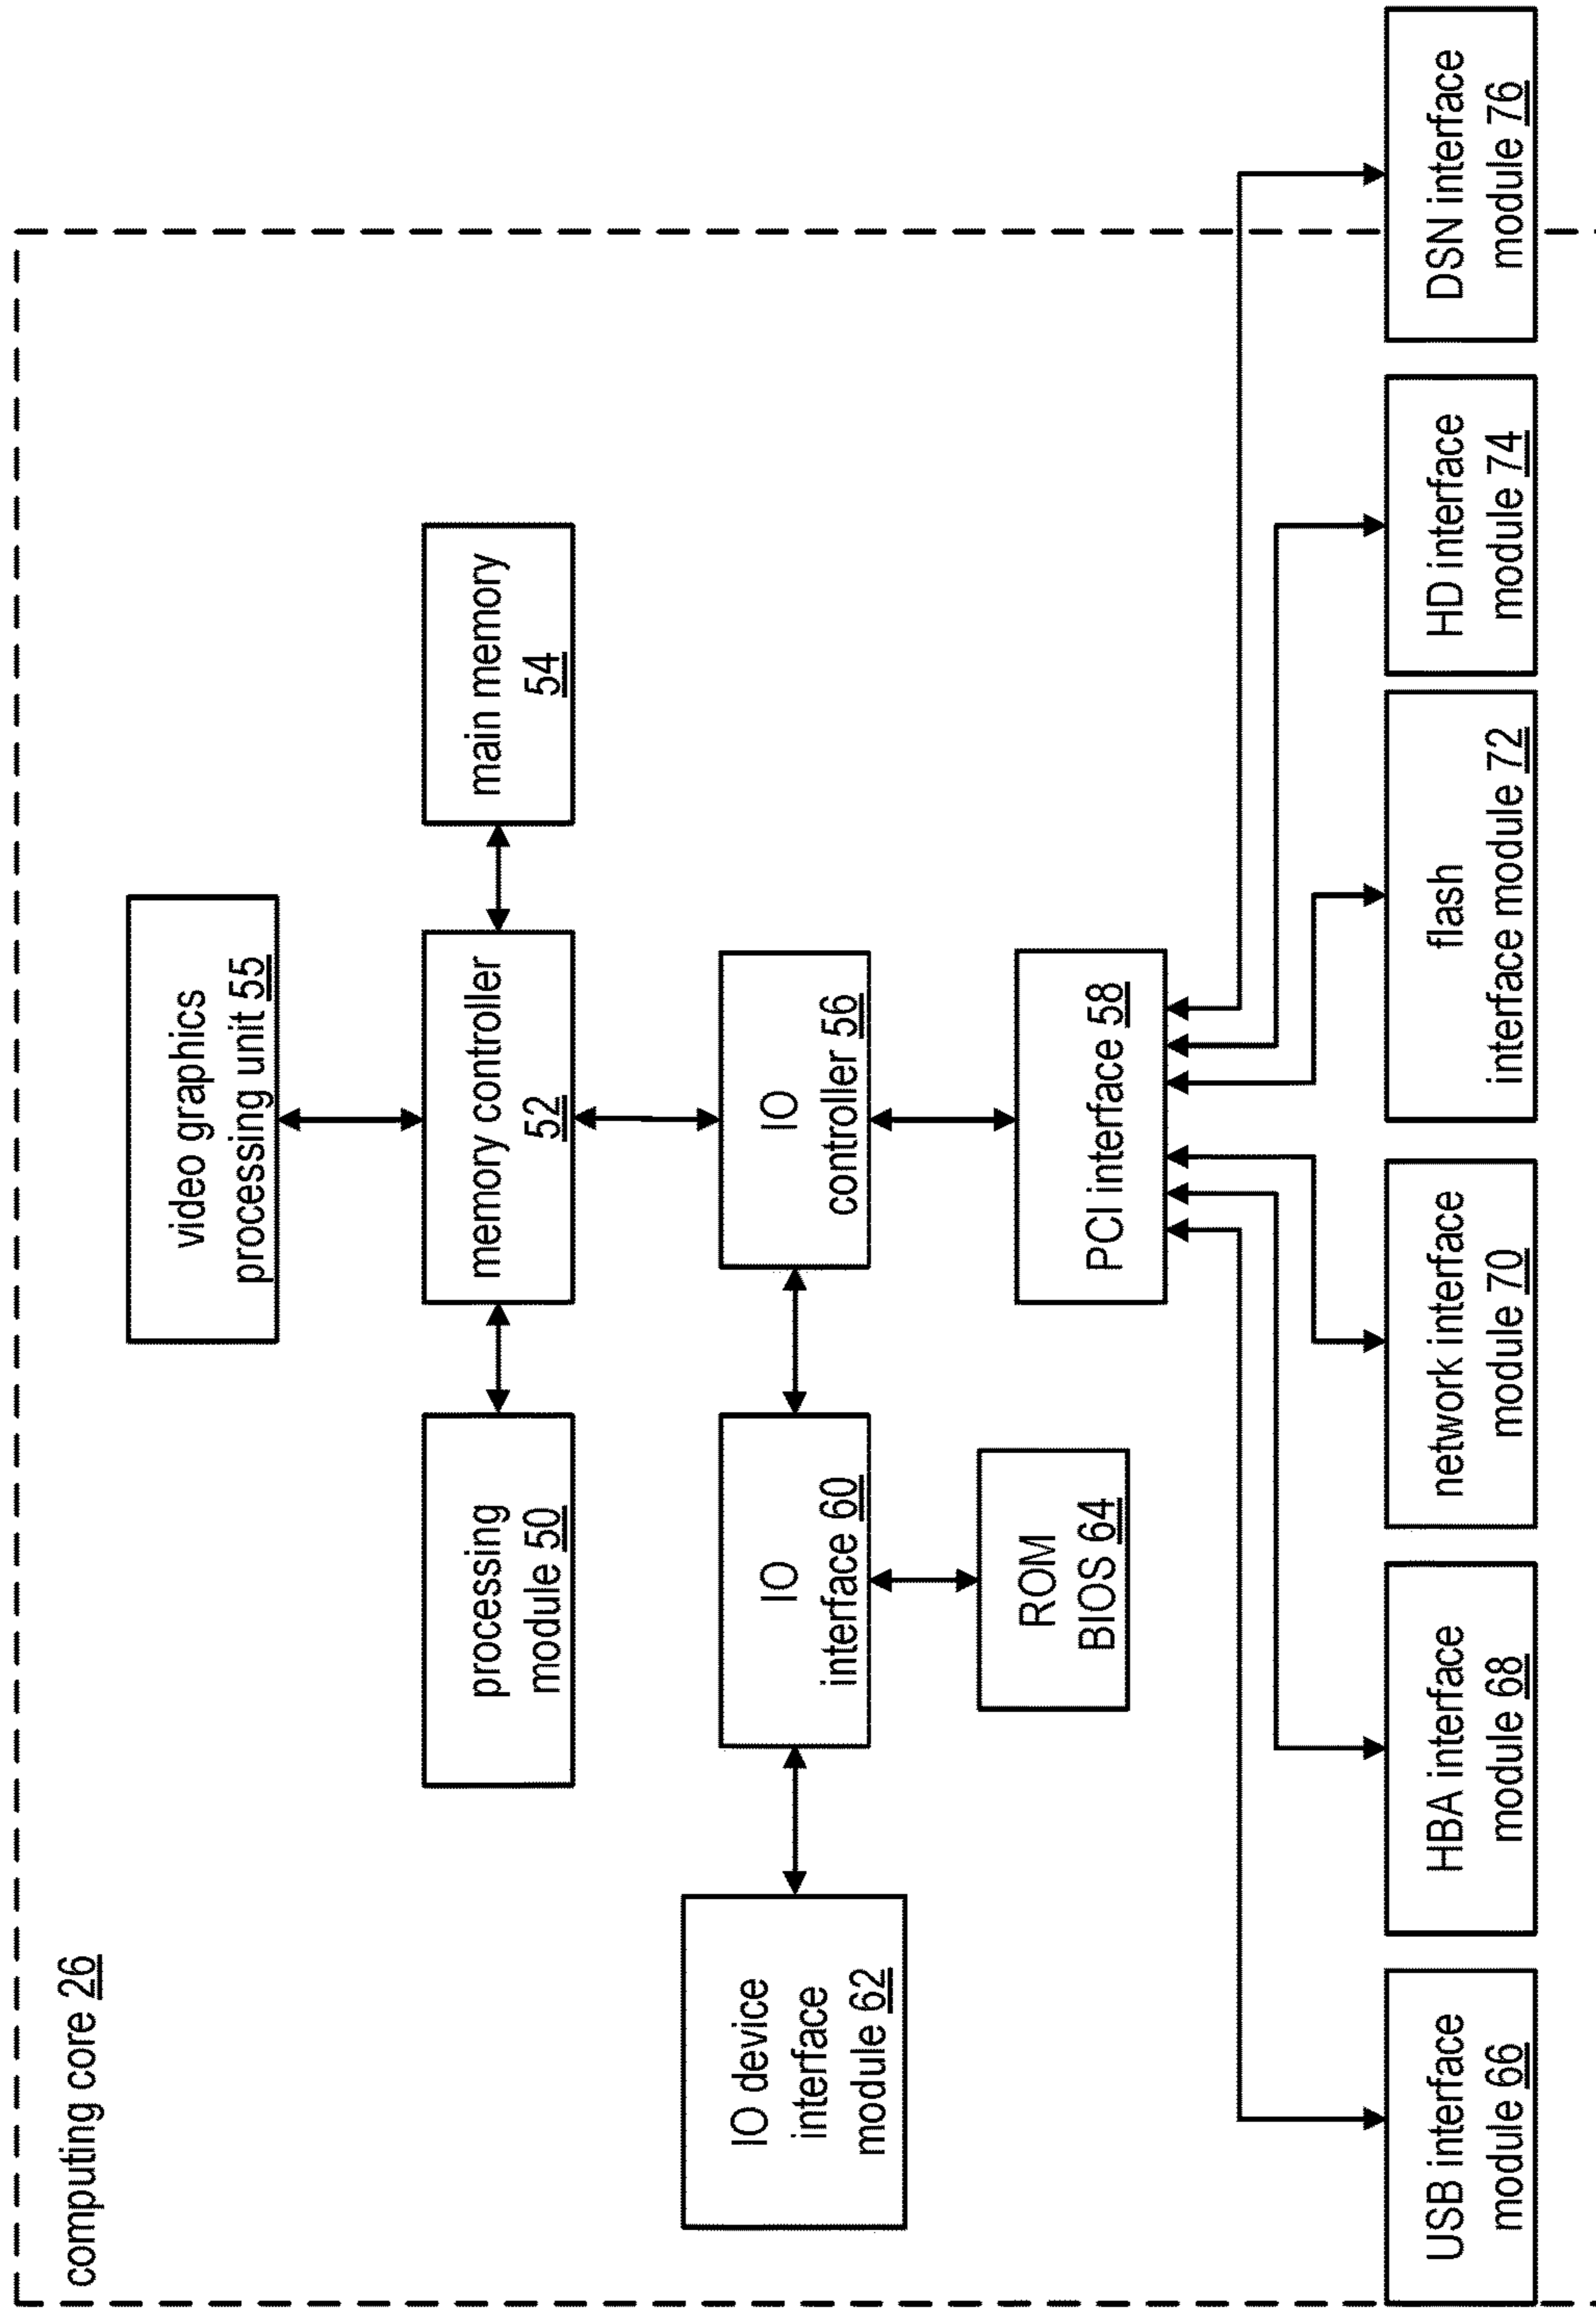 computing core 26
video graphics
processing unit 55
processing
module 50
memory controller
52
main memory
54
IO device
interface
module 62
IO
interface 60
IO
controller 56
ROM
BIOS 64
PCI interface 58
USB interface
module 66
HBA interface
module 68
network interface
module 70
flash
interface module 72
HD interface
module 74
DSN interface
module 76